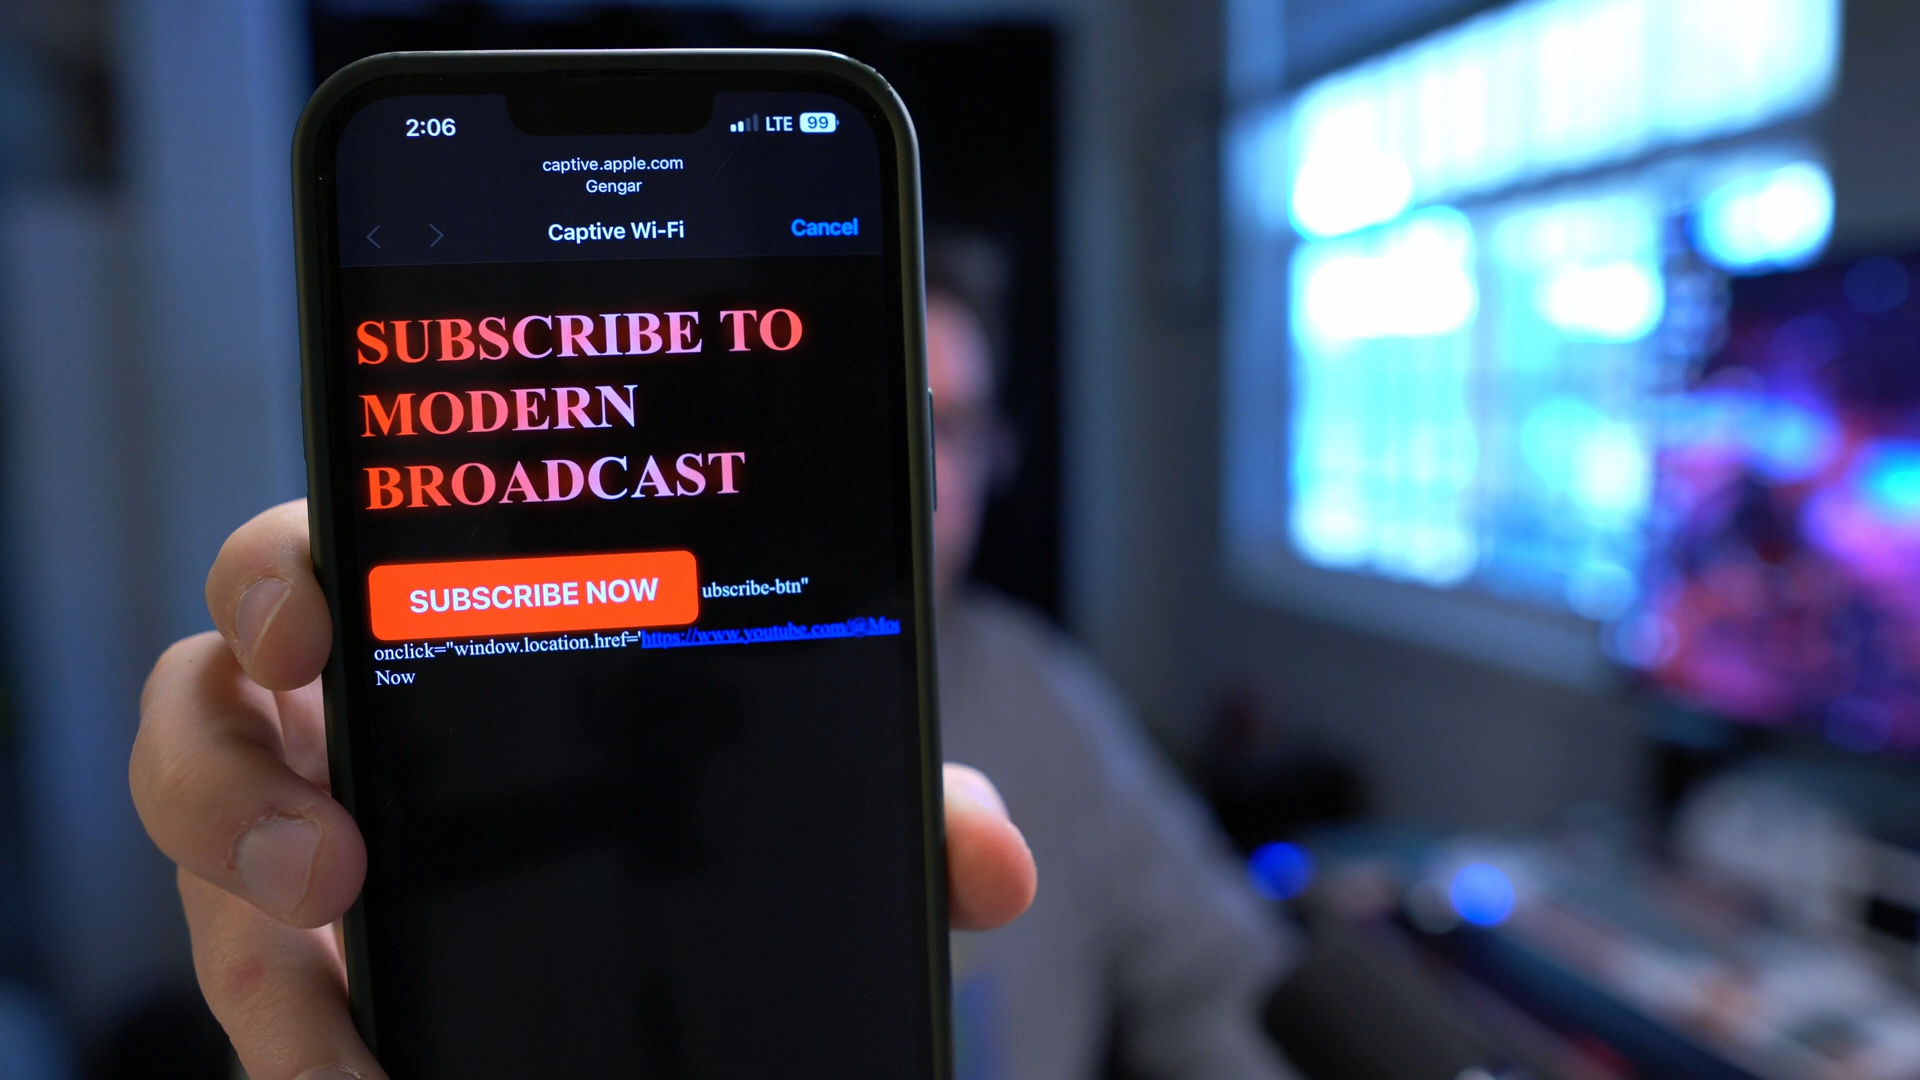 2:06 LTE 99
captive.apple.com
Gengar
Captive Wi-Fi Cancel
SUBSCRIBE TO
MODERN
BROADCAST
SUBSCRIBE NOW ubscribe-btn"
onclick="window.location.href='https://www.youtube.com/@Mo
Now